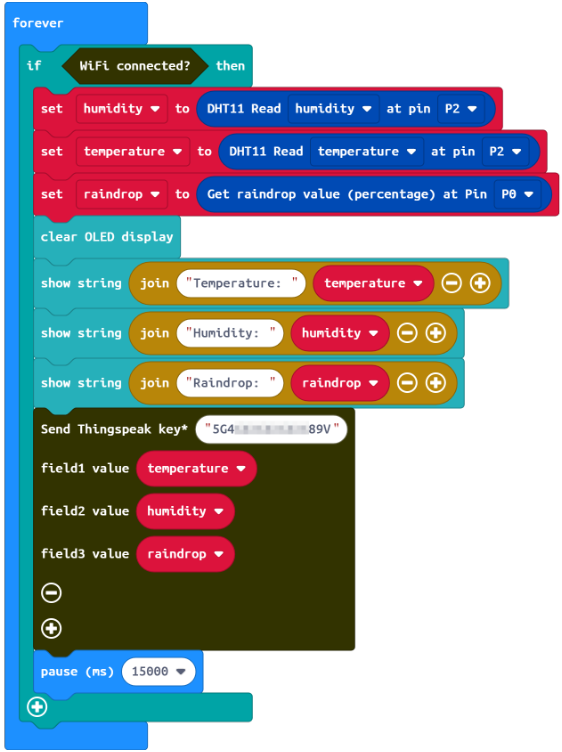 forever
if WiFi connected? then
set humidity to DHT11 Read humidity at pin P2
set temperature to DHT11 Read temperature at pin P2
set raindrop to Get raindrop value (percentage) at Pin P0
clear OLED display
show string join "Temperature: " temperature
show string join "Humidity: " humidity
show string join "Raindrop: " raindrop
Send Thingspeak key* "5G4 89V"
field1 value temperature
field2 value humidity
field3 value raindrop
pause (ms) 15000